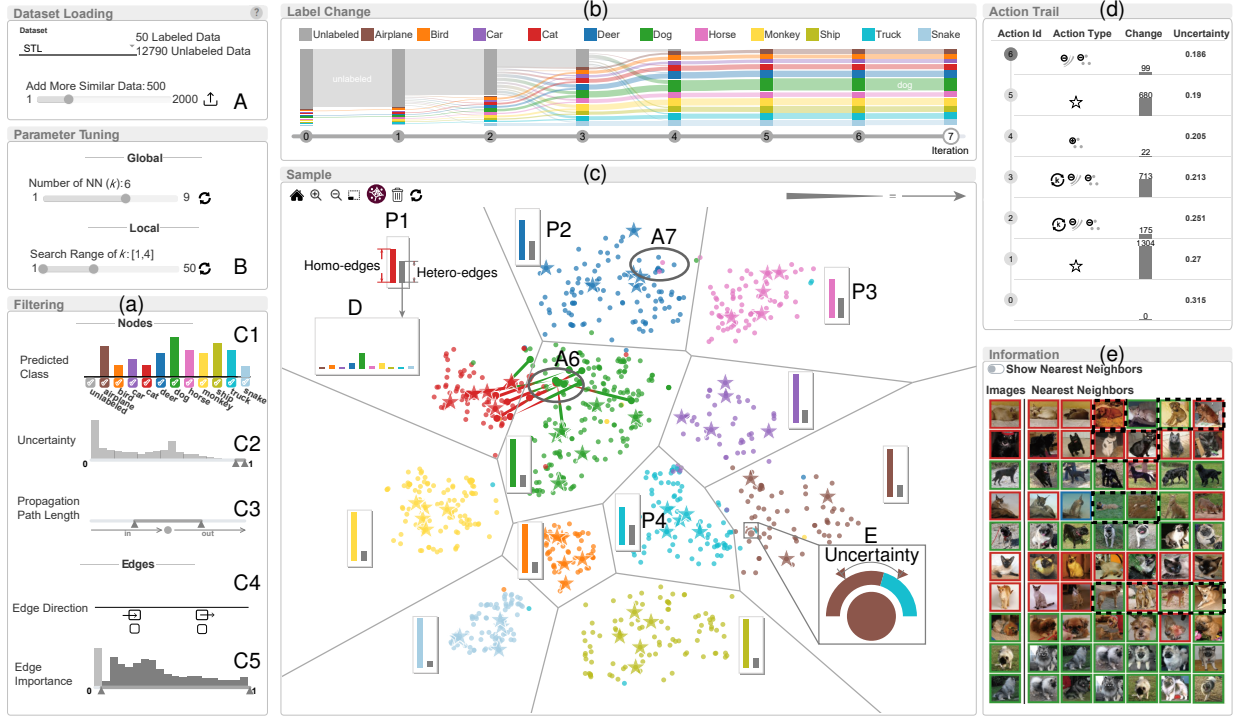 Dataset Loading
?
Dataset
STL
50 Labeled Data
12790 Unlabeled Data
Add More Similar Data: 500
1
2000
A
Parameter Tuning
Global
Number of NN (k): 6
1
9
Local
Search Range of k: [1,4]
1
50
B
Filtering
(a)
Nodes
C1
Predicted
Class
unlabeled
airplane
bird
car
cat
deer
dog
horse
monkey
ship
truck
snake
Uncertainty
C2
0
1
Propagation
Path Length
C3
in
out
Edges
C4
Edge Direction
Edge
Importance
C5
0
1
Label Change
(b)
Unlabeled
Airplane
Bird
Car
Cat
Deer
Dog
Horse
Monkey
Ship
Truck
Snake
unlabeled
dog
0
1
2
3
4
5
6
7
Iteration
Sample
(c)
=
P1
Homo-edges
Hetero-edges
D
P2
A7
P3
A6
P4
E
Uncertainty
Action Trail
(d)
Action Id
Action Type
Change
Uncertainty
6
99
0.186
5
680
0.19
4
22
0.205
3
k
713
0.213
2
k
175
0.251
1
1304
0.27
0
0
0.315
Information
(e)
Show Nearest Neighbors
Images
Nearest Neighbors